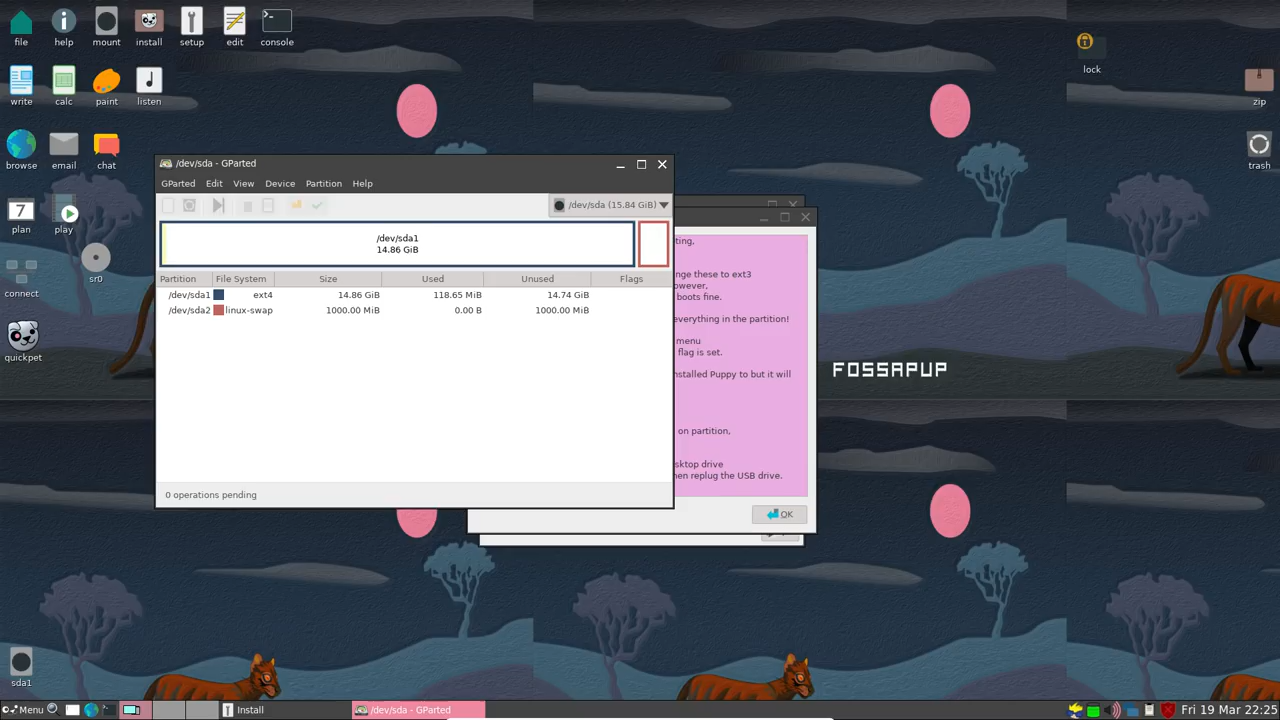 file
help
mount
install
setup
edit
console
lock
write
calc
paint
listen
zip
browse
email
chat
trash
/dev/sda - GParted
GParted Edit View Device Partition Help
/dev/sda (15.84 GiB)
/dev/sda1
14.86 GiB
Partition File System Size Used Unused Flags
/dev/sda1 ext4 14.86 GiB 118.65 MiB 14.74 GiB
/dev/sda2 linux-swap 1000.00 MiB 0.00 B 1000.00 MiB
0 operations pending
ting,
nge these to ext3
owever,
boots fine.
everything in the partition!
menu
flag is set.
nstalled Puppy to but it will
on partition,
sktop drive
hen replug the USB drive.
OK
7
plan
play
connect
sr0
quickpet
FOSSAPUP
sda1
Menu
Install
/dev/sda - GParted
Fri 19 Mar 22:25